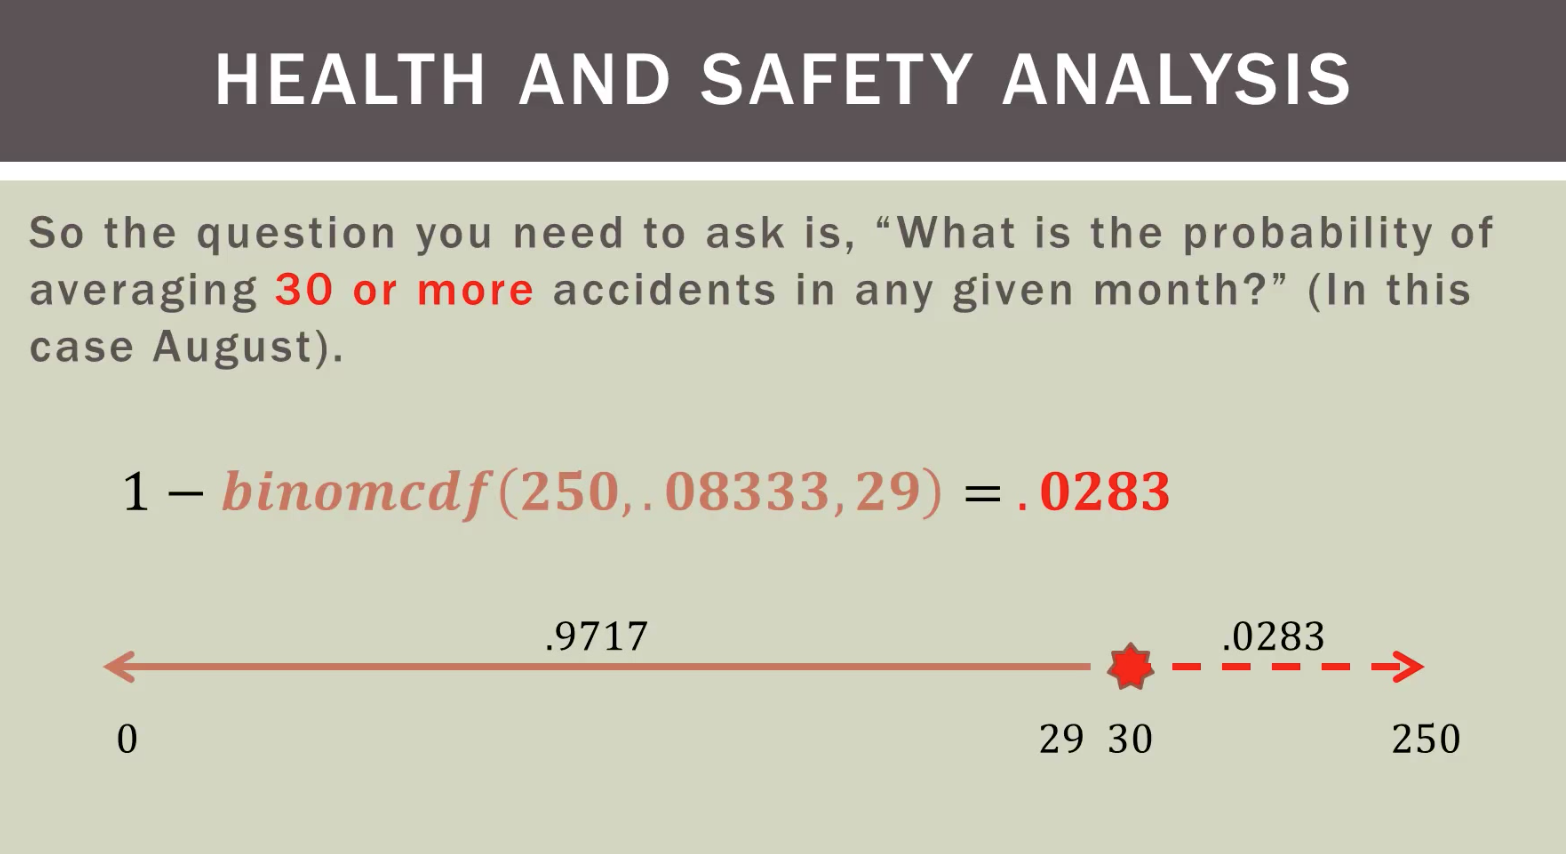 HEALTH AND SAFETY ANALYSIS
So the question you need to ask is, “What is the probability of
averaging 30 or more accidents in any given month?” (In this
case August).
1 − binomcdf(250, .08333, 29) = .0283
.9717 .0283
0 29 30 250